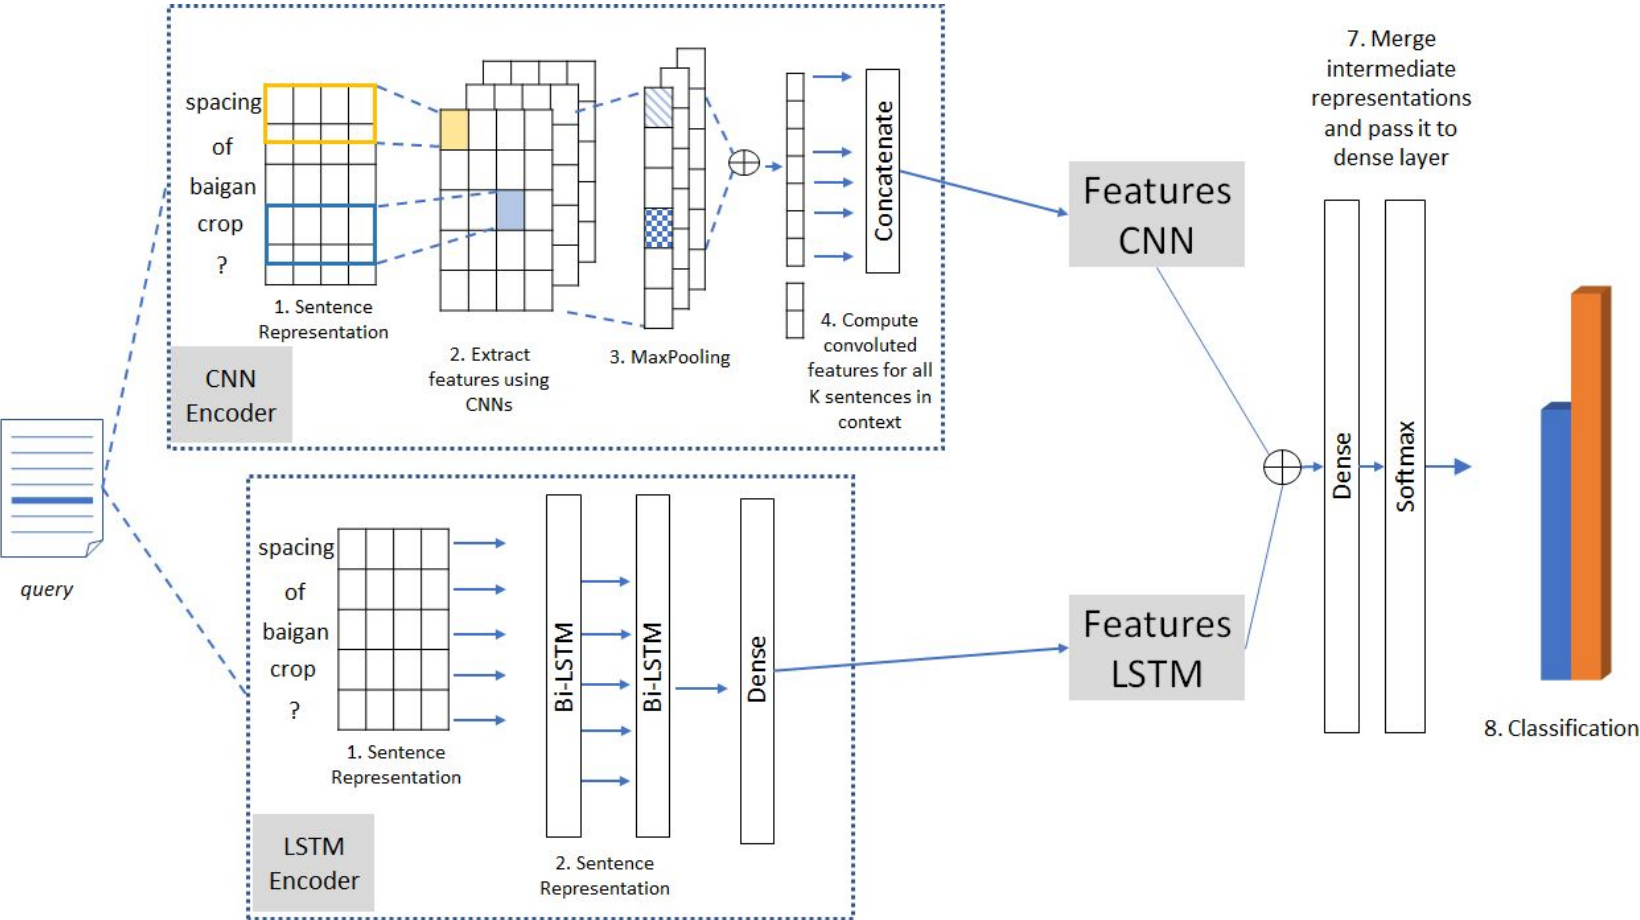 spacing
of
baigan
crop
?
1. Sentence
Representation
2. Extract
features using
CNNs
3. MaxPooling
4. Compute
convoluted
features for all
K sentences in
context
Concatenate
CNN
Encoder
Features
CNN
7. Merge
intermediate
representations
and pass it to
dense layer
query
spacing
of
baigan
crop
?
1. Sentence
Representation
Bi-LSTM
Bi-LSTM
2. Sentence
Representation
Dense
LSTM
Encoder
Features
LSTM
Dense
Softmax
8. Classification